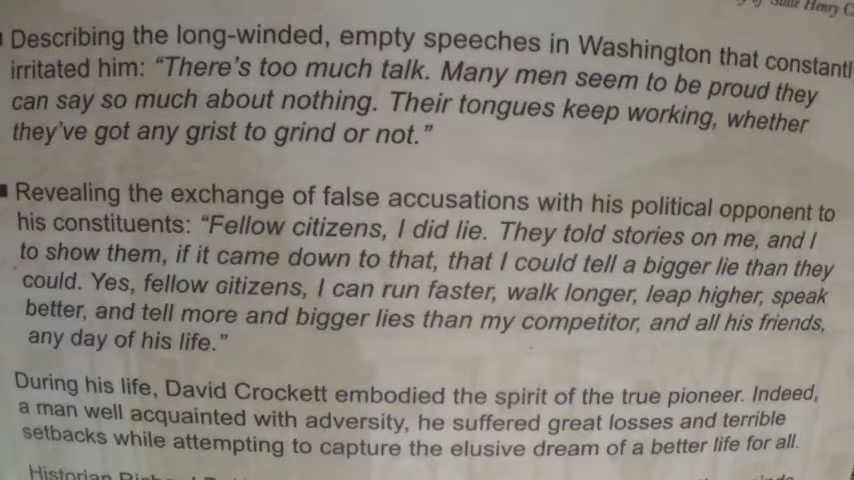 of State Henry C
Describing the long-winded, empty speeches in Washington that constantl
irritated him: “There’s too much talk. Many men seem to be proud they
can say so much about nothing. Their tongues keep working, whether
they’ve got any grist to grind or not.”
Revealing the exchange of false accusations with his political opponent to
his constituents: “Fellow citizens, I did lie. They told stories on me, and I
to show them, if it came down to that, that I could tell a bigger lie than they
could. Yes, fellow citizens, I can run faster, walk longer, leap higher, speak
better, and tell more and bigger lies than my competitor, and all his friends,
any day of his life.”
During his life, David Crockett embodied the spirit of the true pioneer. Indeed,
a man well acquainted with adversity, he suffered great losses and terrible
setbacks while attempting to capture the elusive dream of a better life for all.
Historian